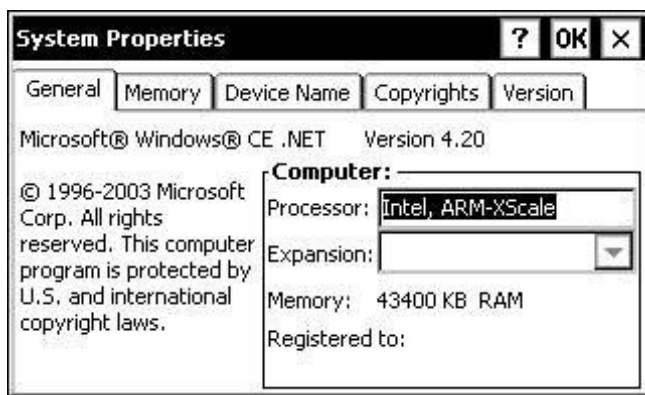 System Properties ? OK ×
General Memory Device Name Copyrights Version
Microsoft® Windows® CE .NET Version 4.20
© 1996-2003 Microsoft
Corp. All rights
reserved. This computer
program is protected by
U.S. and international
copyright laws.
Computer:
Processor: Intel, ARM-XScale
Expansion:
Memory: 43400 KB RAM
Registered to: